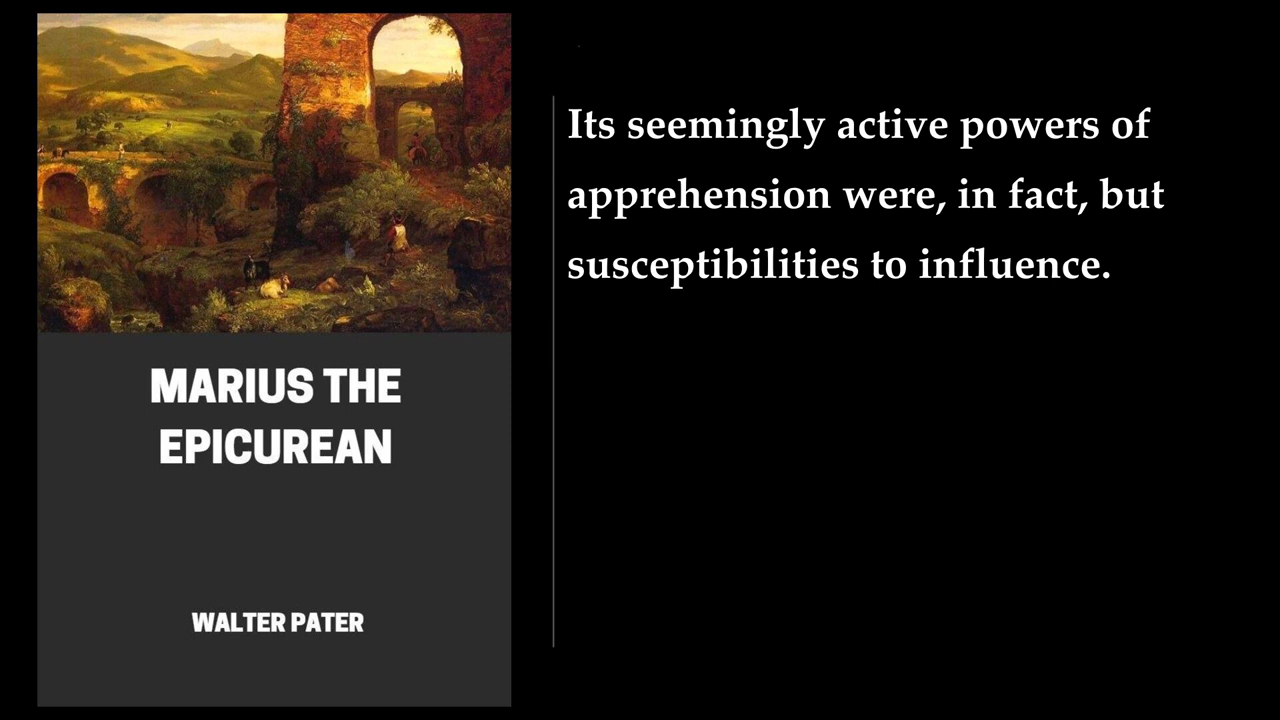 MARIUS THE
EPICUREAN
WALTER PATER
Its seemingly active powers of
apprehension were, in fact, but
susceptibilities to influence.